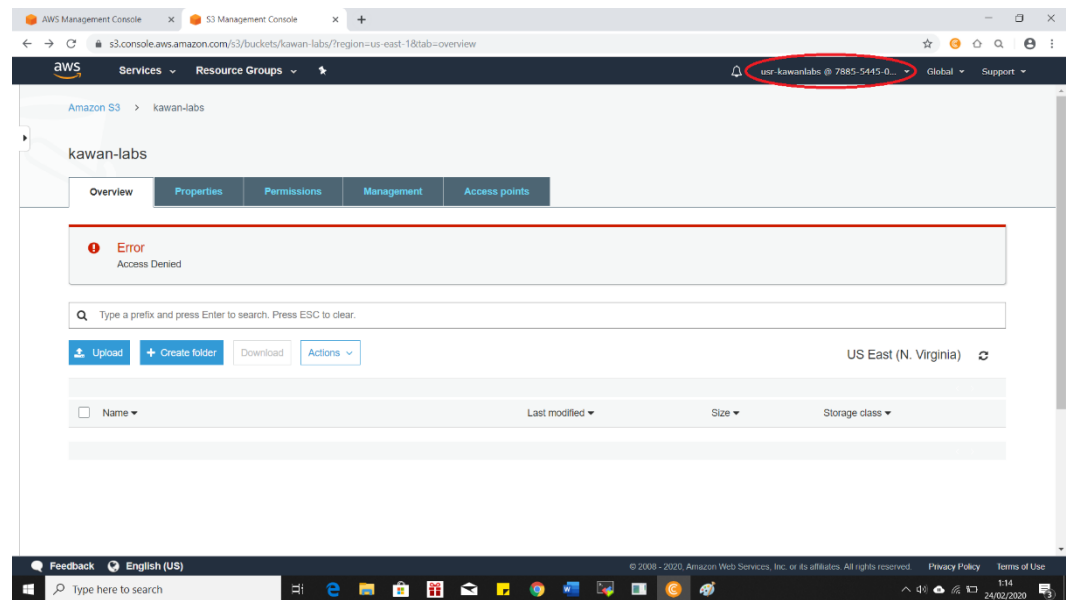 AWS Management Console
S3 Management Console
s3.console.aws.amazon.com/s3/buckets/kawan-labs/?region=us-east-1&tab=overview
aws
Services
Resource Groups
usr-kawanlabs @ 7885-5445-0...
Global
Support
Amazon S3 > kawan-labs
kawan-labs
Overview
Properties
Permissions
Management
Access points
Error
Access Denied
Type a prefix and press Enter to search. Press ESC to clear.
Upload
+ Create folder
Download
Actions
US East (N. Virginia)
Name
Last modified
Size
Storage class
Feedback
English (US)
© 2008 - 2020, Amazon Web Services, Inc. or its affiliates. All rights reserved.
Privacy Policy
Terms of Use
Type here to search
1:14
24/02/2020
3